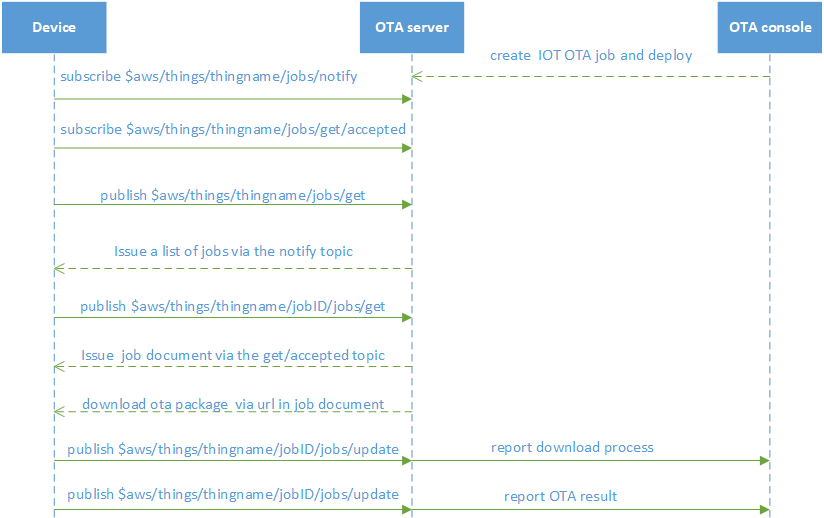 Device
OTA server
OTA console
create IOT OTA job and deploy
subscribe $aws/things/thingname/jobs/notify
subscribe $aws/things/thingname/jobs/get/accepted
publish $aws/things/thingname/jobs/get
Issue a list of jobs via the notify topic
publish $aws/things/thingname/jobID/jobs/get
Issue job document via the get/accepted topic
download ota package via url in job document
publish $aws/things/thingname/jobID/jobs/update
report download process
publish $aws/things/thingname/jobID/jobs/update
report OTA result